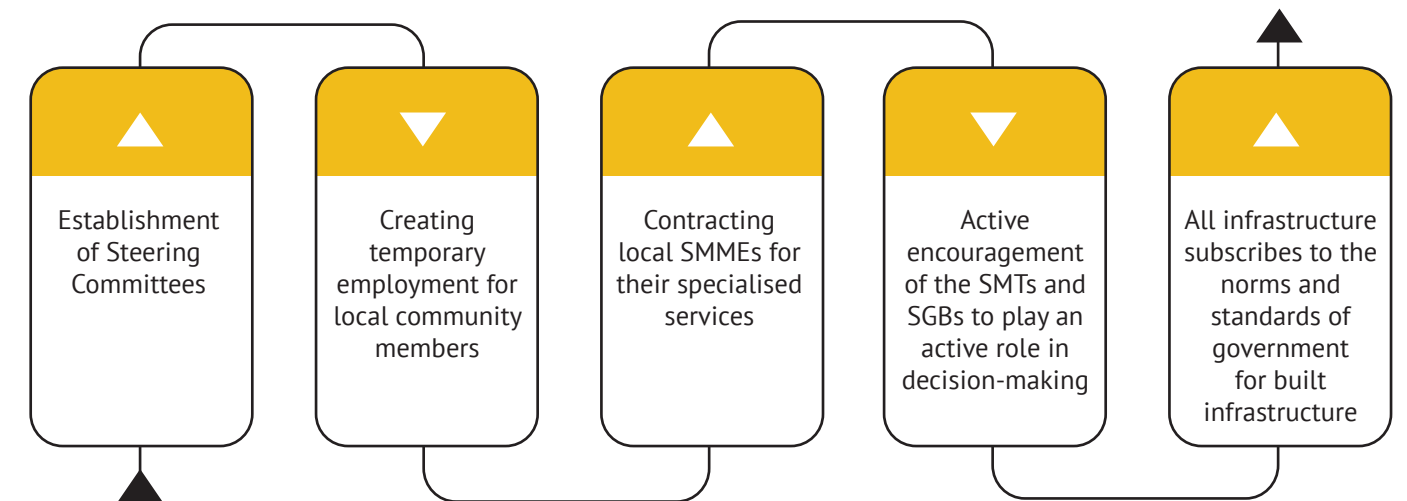 Establishment
of Steering
Committees
Creating
temporary
employment for
local community
members
Contracting
local SMMEs for
their specialised
services
Active
encouragement
of the SMTs and
SGBs to play an
active role in
decision-making
All infrastructure
subscribes to the
norms and
standards of
government
for built
infrastructure